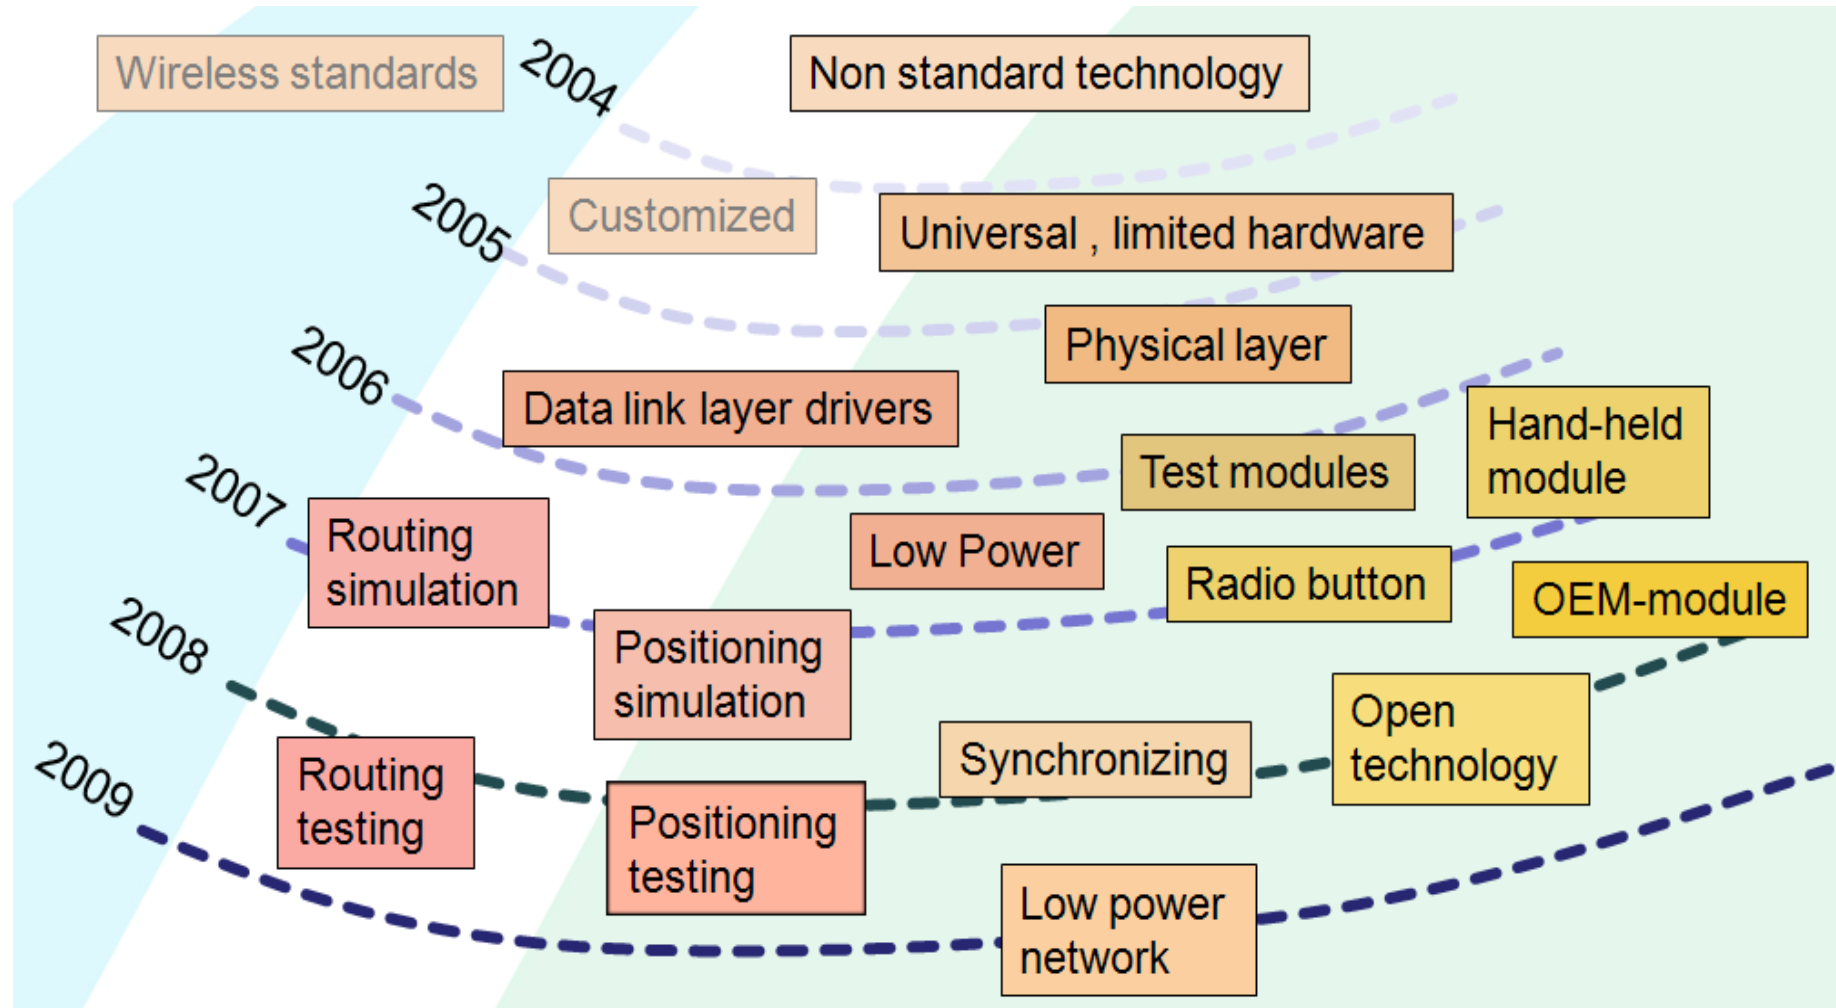 Wireless standards
2004
Non standard technology
2005
Customized
Universal , limited hardware
Physical layer
2006
Data link layer drivers
Hand-held
module
Test modules
2007
Routing
simulation
Low Power
Radio button
OEM-module
2008
Positioning
simulation
Open
technology
Synchronizing
2009
Routing
testing
Positioning
testing
Low power
network